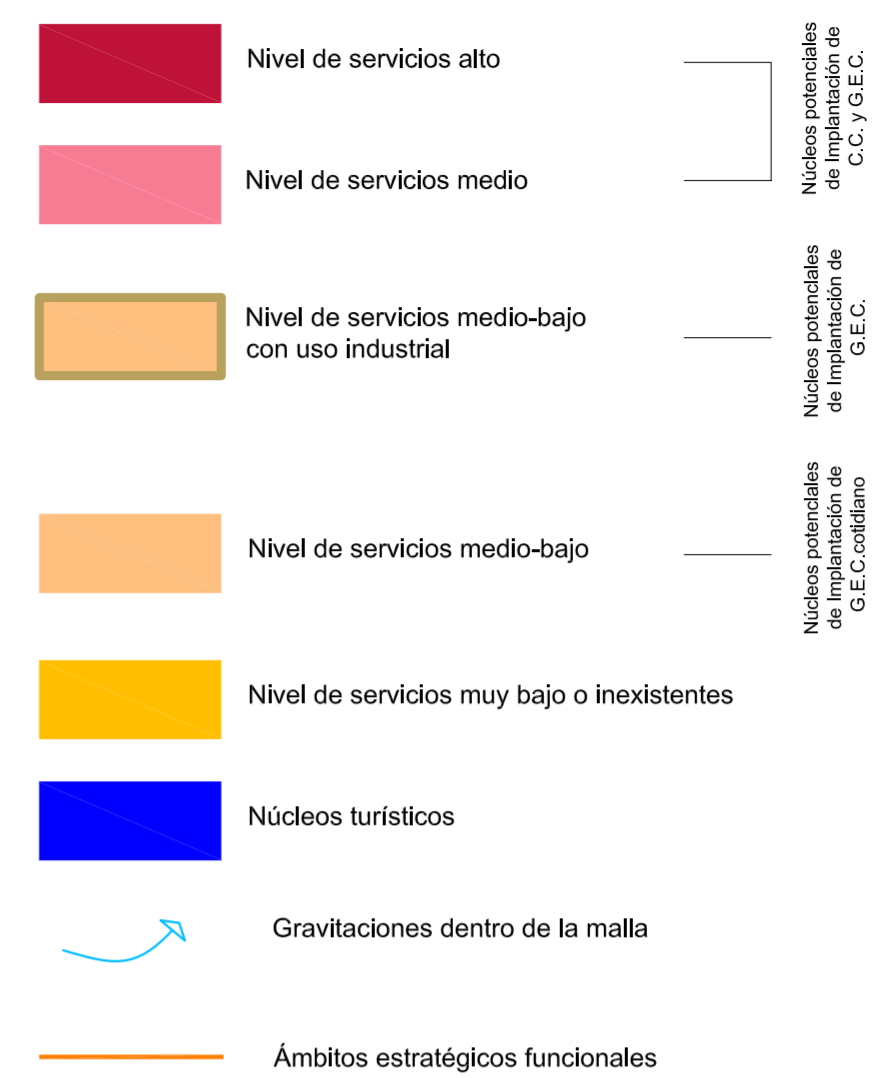 Nivel de servicios alto
Nivel de servicios medio
Núcleos potenciales
de Implantación de
C.C. y G.E.C.
Nivel de servicios medio-bajo
con uso industrial
Núcleos potenciales
de Implantación de
G.E.C.
Nivel de servicios medio-bajo
Núcleos potenciales
de Implantación de
G.E.C.cotidiano
Nivel de servicios muy bajo o inexistentes
Núcleos turísticos
Gravitaciones dentro de la malla
Ámbitos estratégicos funcionales